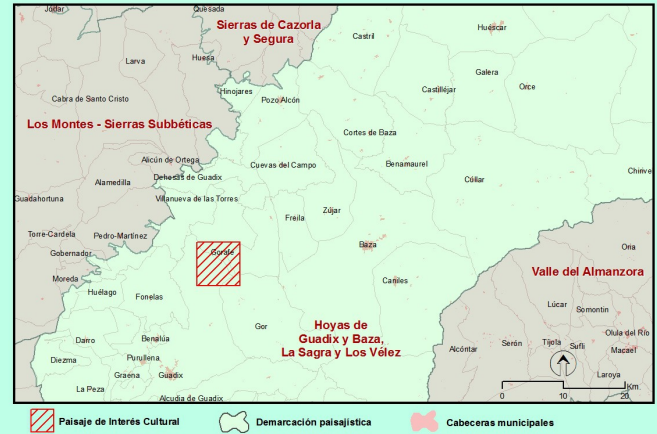 Jódar
Quesada
Sierras de Cazorla
y Segura
Castril
Huéscar
Larva
Huesa
Galera
Orce
Castilléjar
Hinojares
Pozo Alcón
Cabra de Santo Cristo
Los Montes - Sierras Subbéticas
Cortes de Baza
Alicún de Ortega
Cuevas del Campo
Benamaurel
Dehesas de Guadix
Cúllar
Chirive
Alamedilla
Guadahortuna
Villanueva de las Torres
Zújar
Freila
Torre-Cardela
Pedro-Martínez
Baza
Oria
Gobernador
Gorafe
Valle del Almanzora
Moreda
Caniles
Huélago
Fonelas
Lúcar
Somontín
Gor
Hoyas de
Guadix y Baza,
La Sagra y Los Vélez
Olula del Río
Darro
Benalúa
Alcóntar
Serón
Tíjola
Sufli
Macael
Diezma
Purullena
Graena
Guadix
Laroya
La Peza
Alcudia de Guadix
0
10
20
Km.
Paisaje de Interés Cultural
Demarcación paisajística
Cabeceras municipales